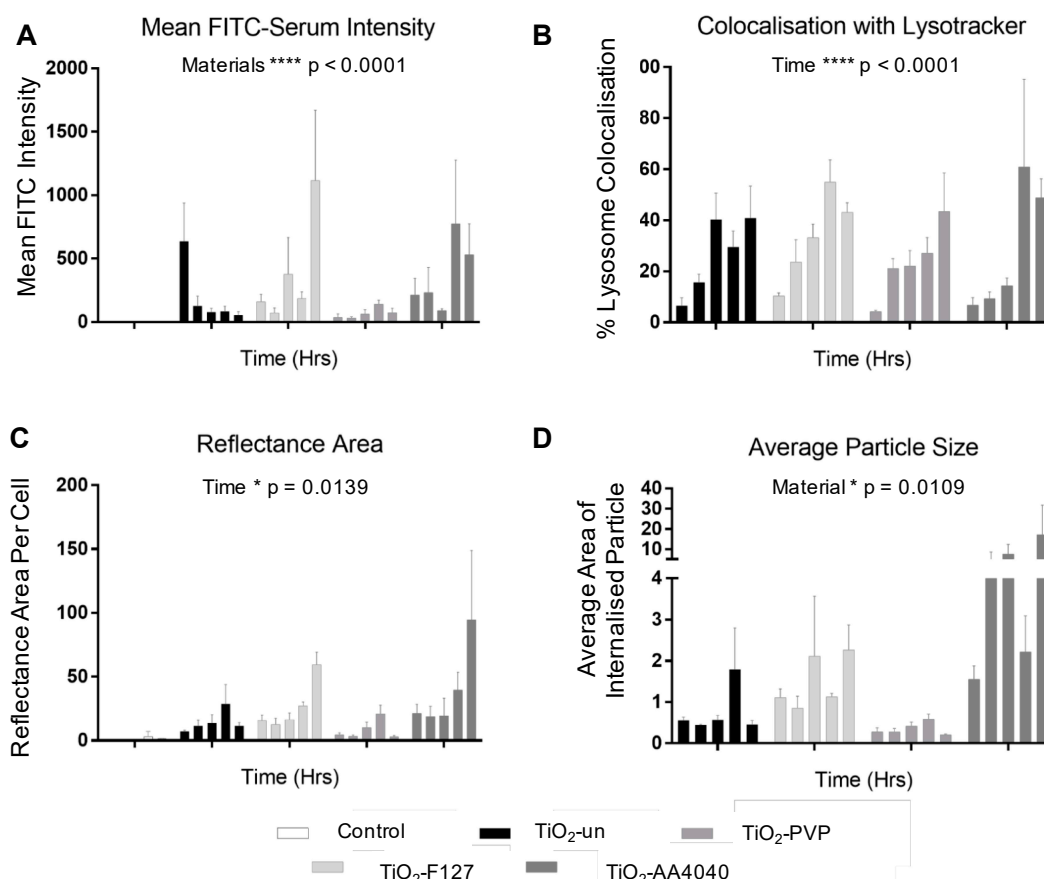 A
Mean FITC-Serum Intensity
Materials **** p < 0.0001
Mean FITC Intensity
2000
1500
1000
500
0
Time (Hrs)
B
Colocalisation with Lysotracker
Time **** p < 0.0001
% Lysosome Colocalisation
00
60
40
20
0
Time (Hrs)
C
Reflectance Area
Time * p = 0.0139
Reflectance Area Per Cell
200
150
100
50
0
Time (Hrs)
D
Average Particle Size
Material * p = 0.0109
Average Area of
Internalised Particle
40
30
20
10
4
3
2
1
0
Time (Hrs)
Control
TiO2-un
TiO2-PVP
TiO2-F127
TiO2-AA4040